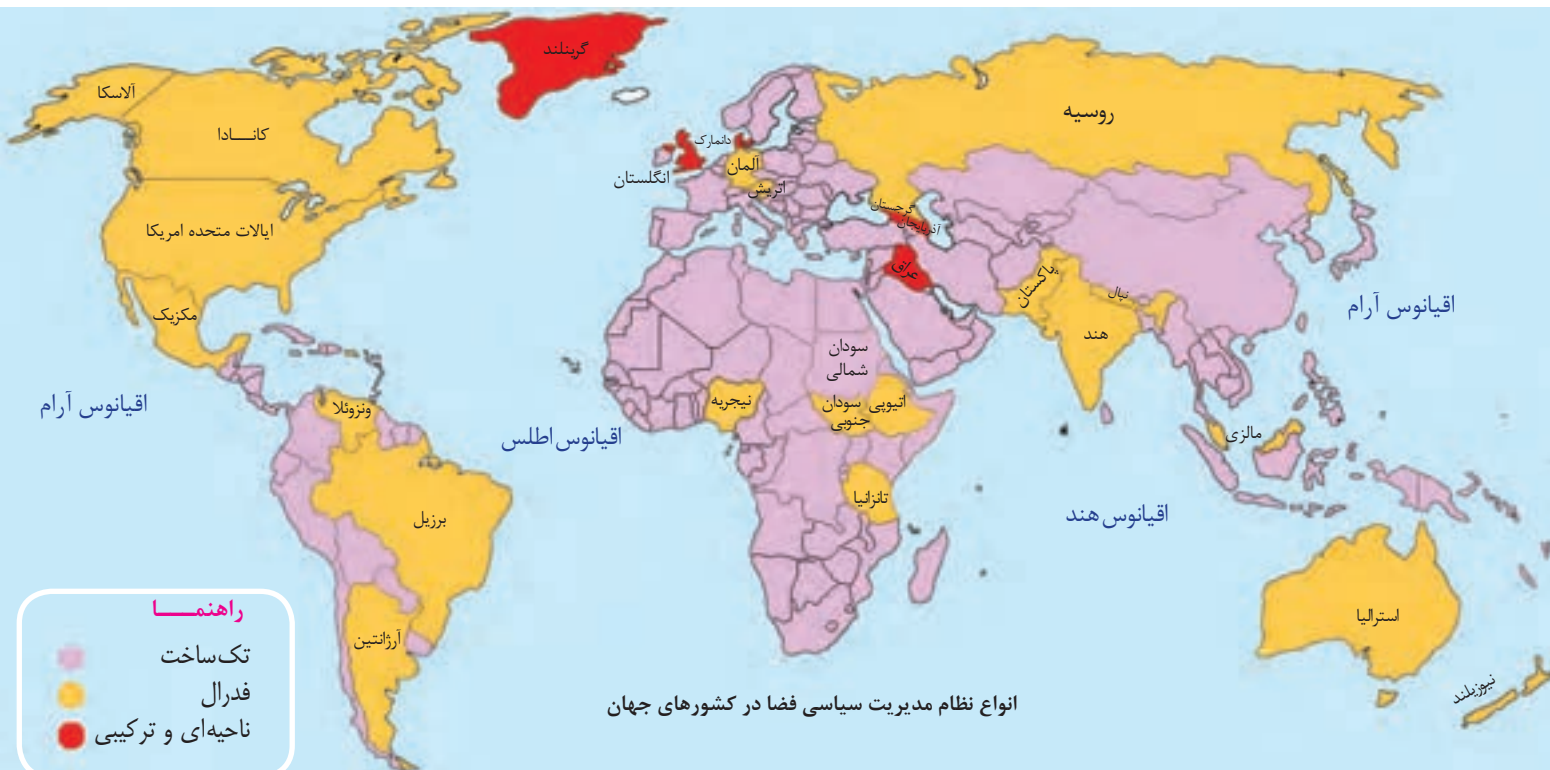 گرینلند
آلاسکا
کانـــادا
ایالات متحده امریکا
مکزیک
ونزوئلا
برزیل
آرژانتین
روسیه
دانمارک
انگلستان
آلمان
اتریش
گرجستان
آذربایجان
عراق
پاکستان
نپال
هند
سودان
شمالی
نیجریه
سودان
جنوبی
اتیوپی
تانزانیا
مالزی
استرالیا
نیوزیلند
اقیانوس آرام
اقیانوس اطلس
اقیانوس هند
اقیانوس آرام
راهنمــــا
تک‌ساخت
فدرال
ناحیه‌ای و ترکیبی
انواع نظام مدیریت سیاسی فضا در کشورهای جهان